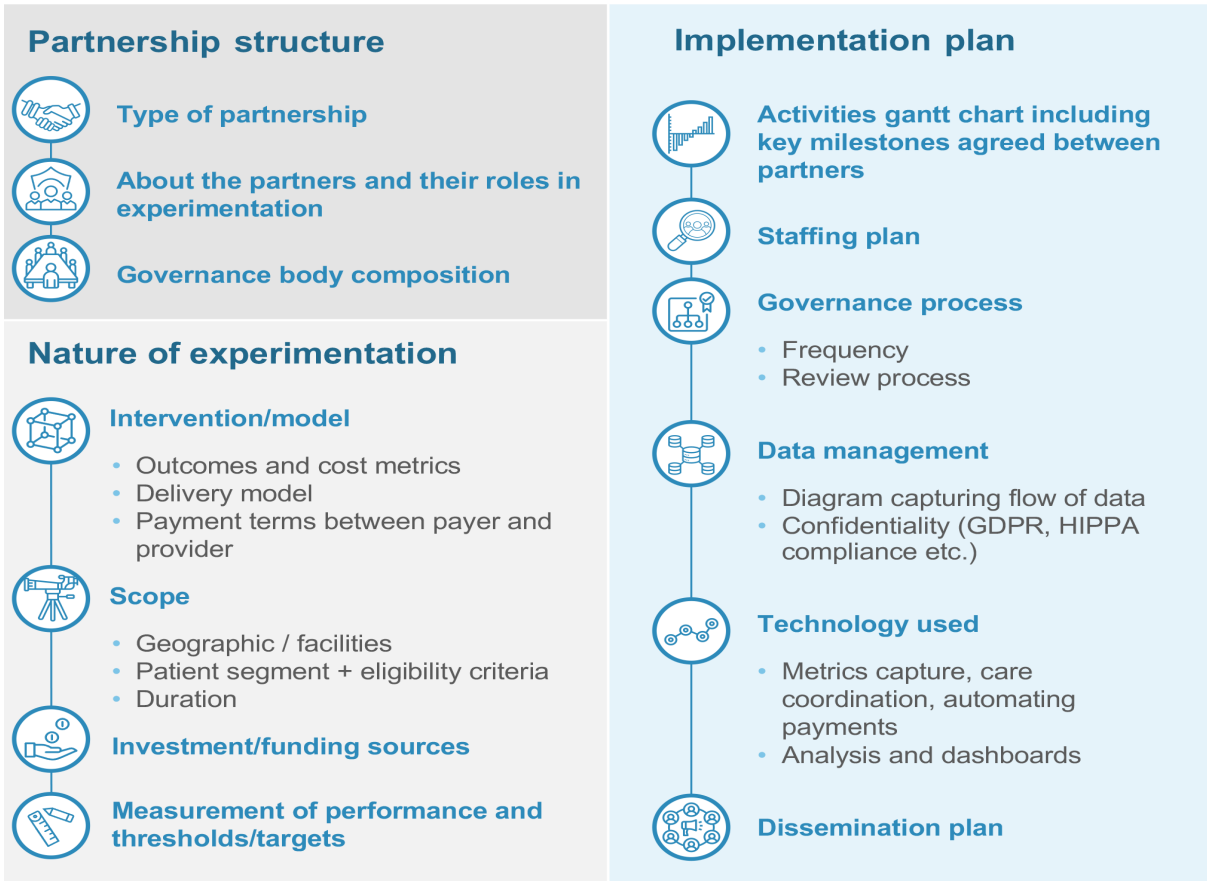 Partnership structure
Type of partnership
About the partners and their roles in
experimentation
Governance body composition
Nature of experimentation
Intervention/model
• Outcomes and cost metrics
• Delivery model
• Payment terms between payer and
provider
Scope
• Geographic / facilities
• Patient segment + eligibility criteria
• Duration
Investment/funding sources
Measurement of performance and
thresholds/targets
Implementation plan
Activities gantt chart including
key milestones agreed between
partners
Staffing plan
Governance process
• Frequency
• Review process
Data management
• Diagram capturing flow of data
• Confidentiality (GDPR, HIPPA
compliance etc.)
Technology used
• Metrics capture, care
coordination, automating
payments
• Analysis and dashboards
Dissemination plan